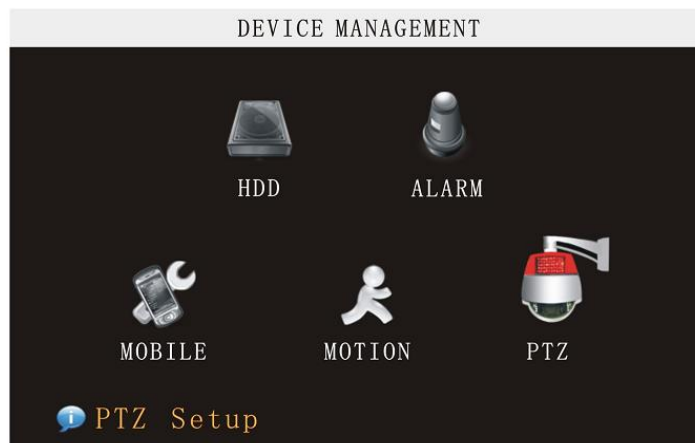 DEVICE MANAGEMENT
HDD ALARM
MOBILE MOTION PTZ
PTZ Setup